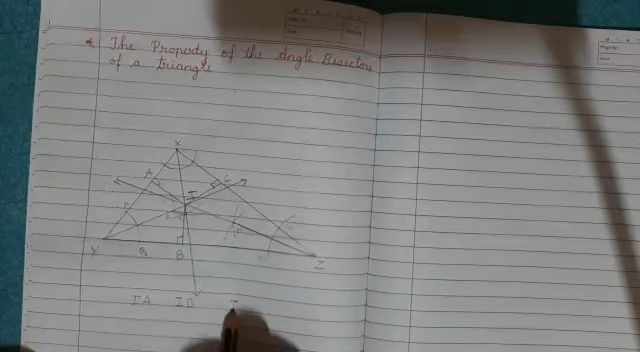 * The Property of the Angle Bisectors
of a triangle
X
A
C
I
Y
B
Z
IA IB I